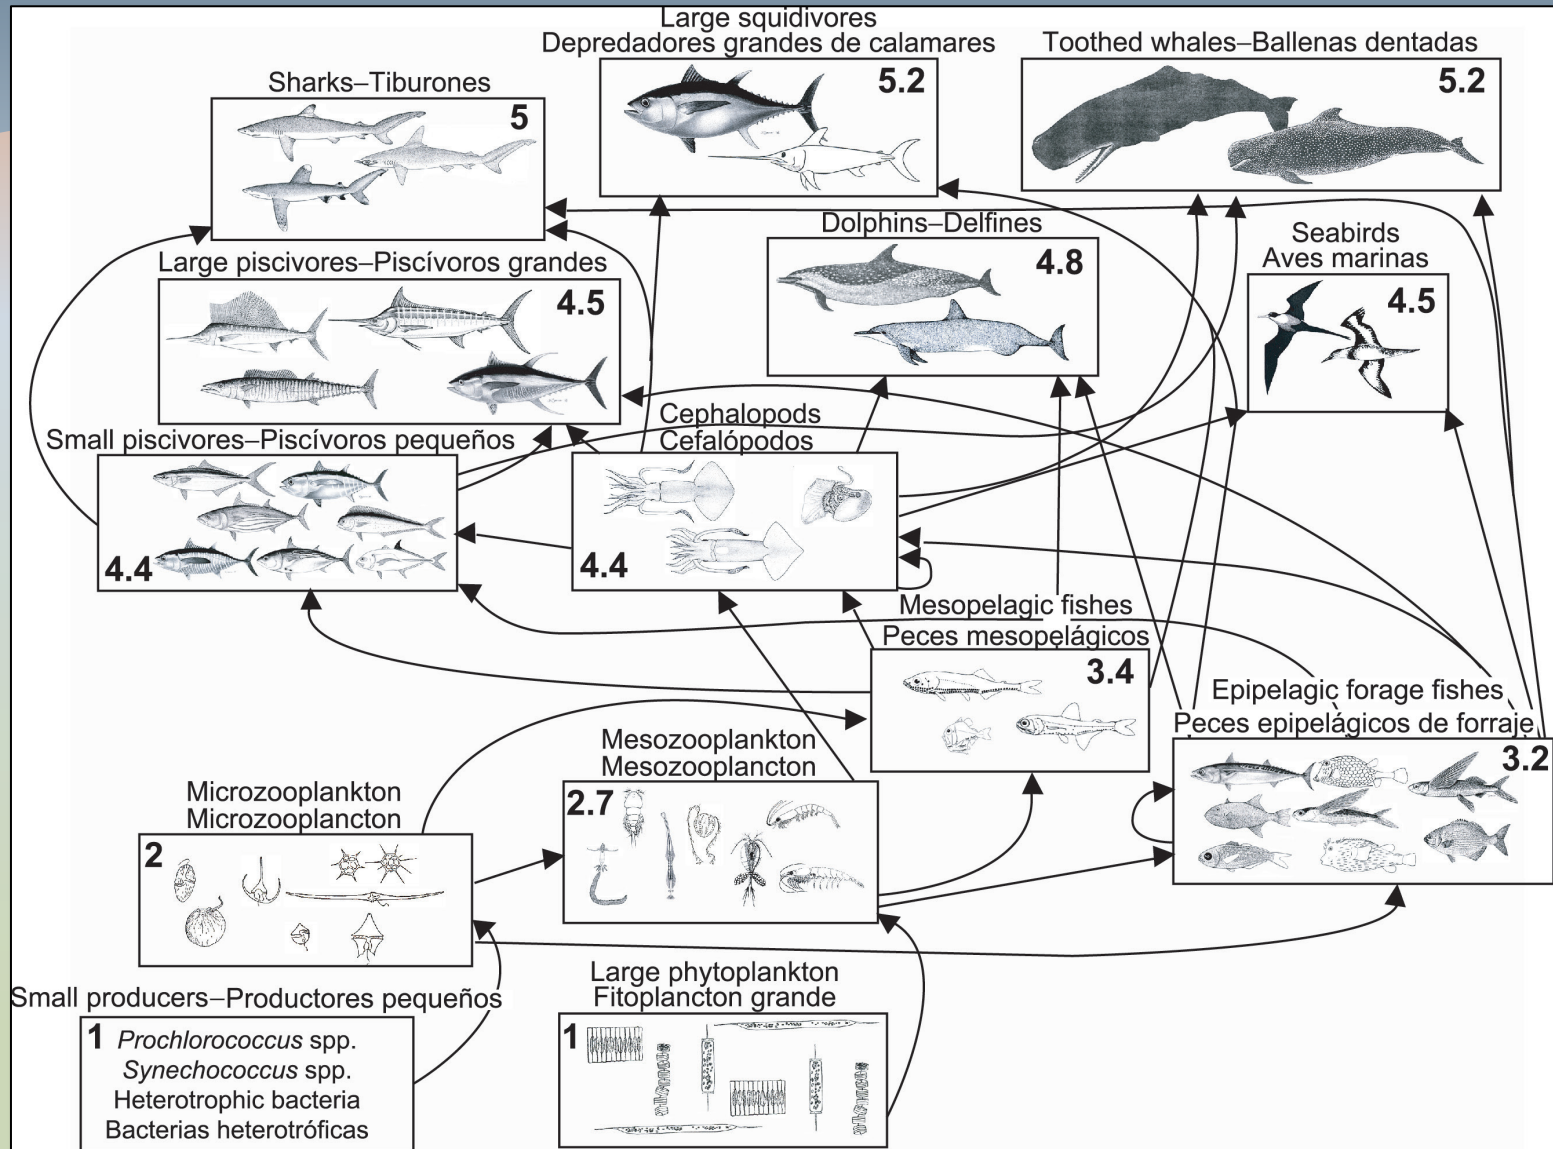 Large squidivores
Depredadores grandes de calamares
5.2
Toothed whales–Ballenas dentadas
5.2
Sharks–Tiburones
5
Dolphins–Delfines
4.8
Seabirds
Aves marinas
4.5
Large piscivores–Piscívoros grandes
4.5
Small piscivores–Piscívoros pequeños
4.4
Cephalopods
Cefalópodos
4.4
Mesopelagic fishes
Peces mesopelágicos
3.4
Epipelagic forage fishes
Peces epipelágicos de forraje
3.2
Mesozooplankton
Mesozooplancton
2.7
Microzooplankton
Microzooplancton
2
Small producers–Productores pequeños
1 Prochlorococcus spp.
Synechococcus spp.
Heterotrophic bacteria
Bacterias heterotróficas
Large phytoplankton
Fitoplancton grande
1